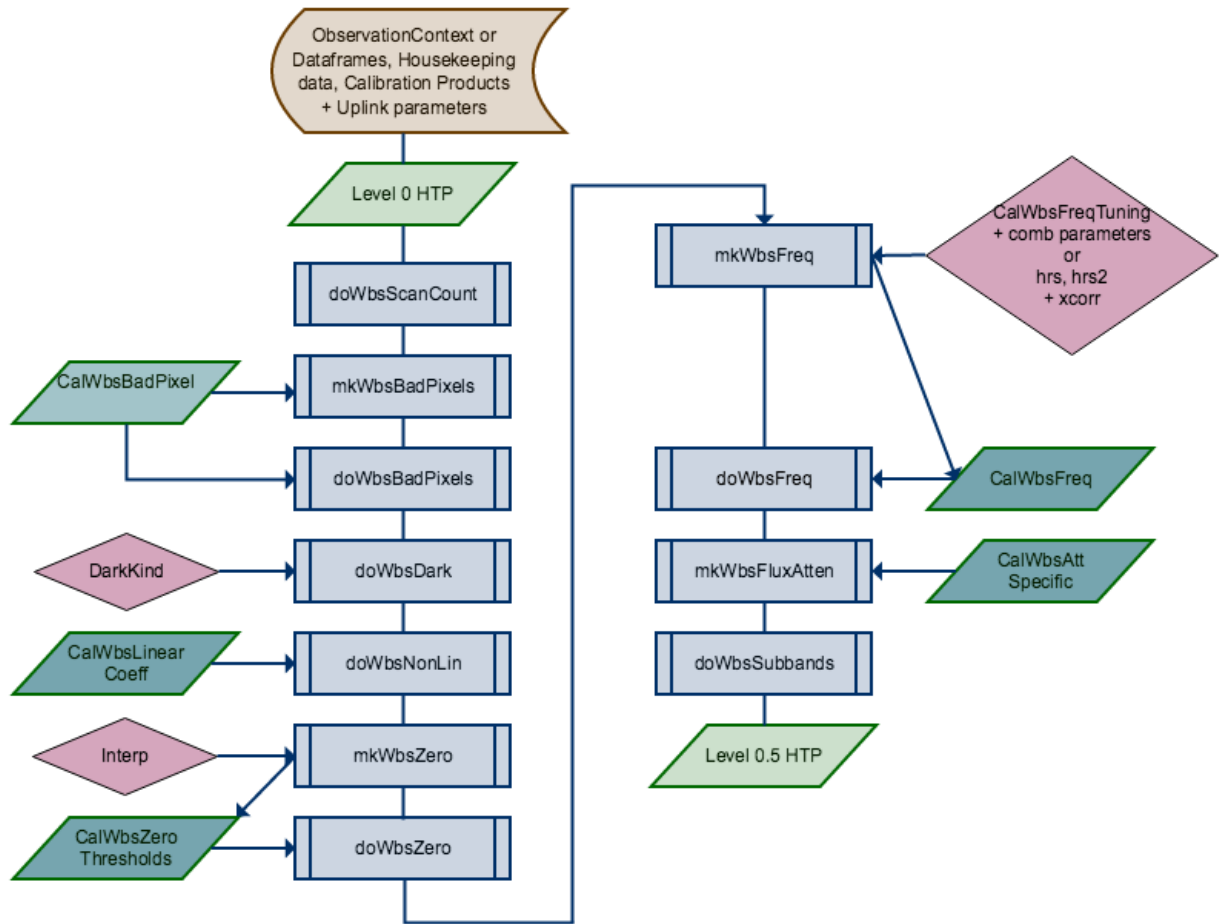 ObservationContext or
Dataframes, Housekeeping
data, Calibration Products
+ Uplink parameters
Level 0 HTP
doWbsScanCount
CalWbsBadPixel
mkWbsBadPixels
doWbsBadPixels
DarkKind
doWbsDark
CalWbsLinear
Coeff
doWbsNonLin
Interp
mkWbsZero
CalWbsZero
Thresholds
doWbsZero
mkWbsFreq
CalWbsFreqTuning
+ comb parameters
or
hrs, hrs2
+ xcorr
doWbsFreq
CalWbsFreq
mkWbsFluxAtten
CalWbsAtt
Specific
doWbsSubbands
Level 0.5 HTP